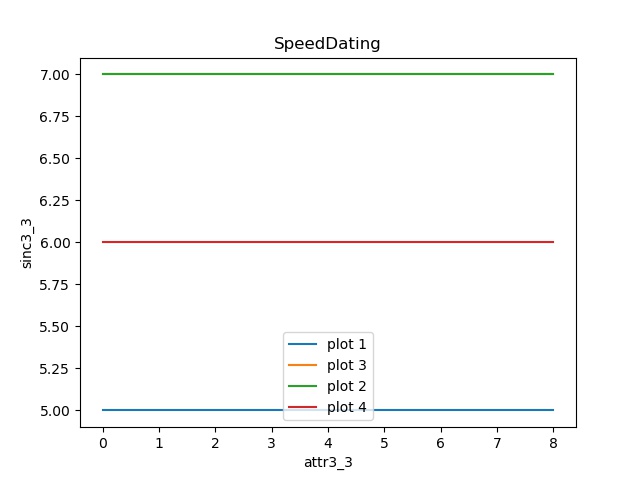 SpeedDating
7.00
6.75
6.50
6.25
6.00
5.75
5.50
5.25
5.00
sinc3_3
plot 1
plot 3
plot 2
plot 4
0 1 2 3 4 5 6 7 8
attr3_3